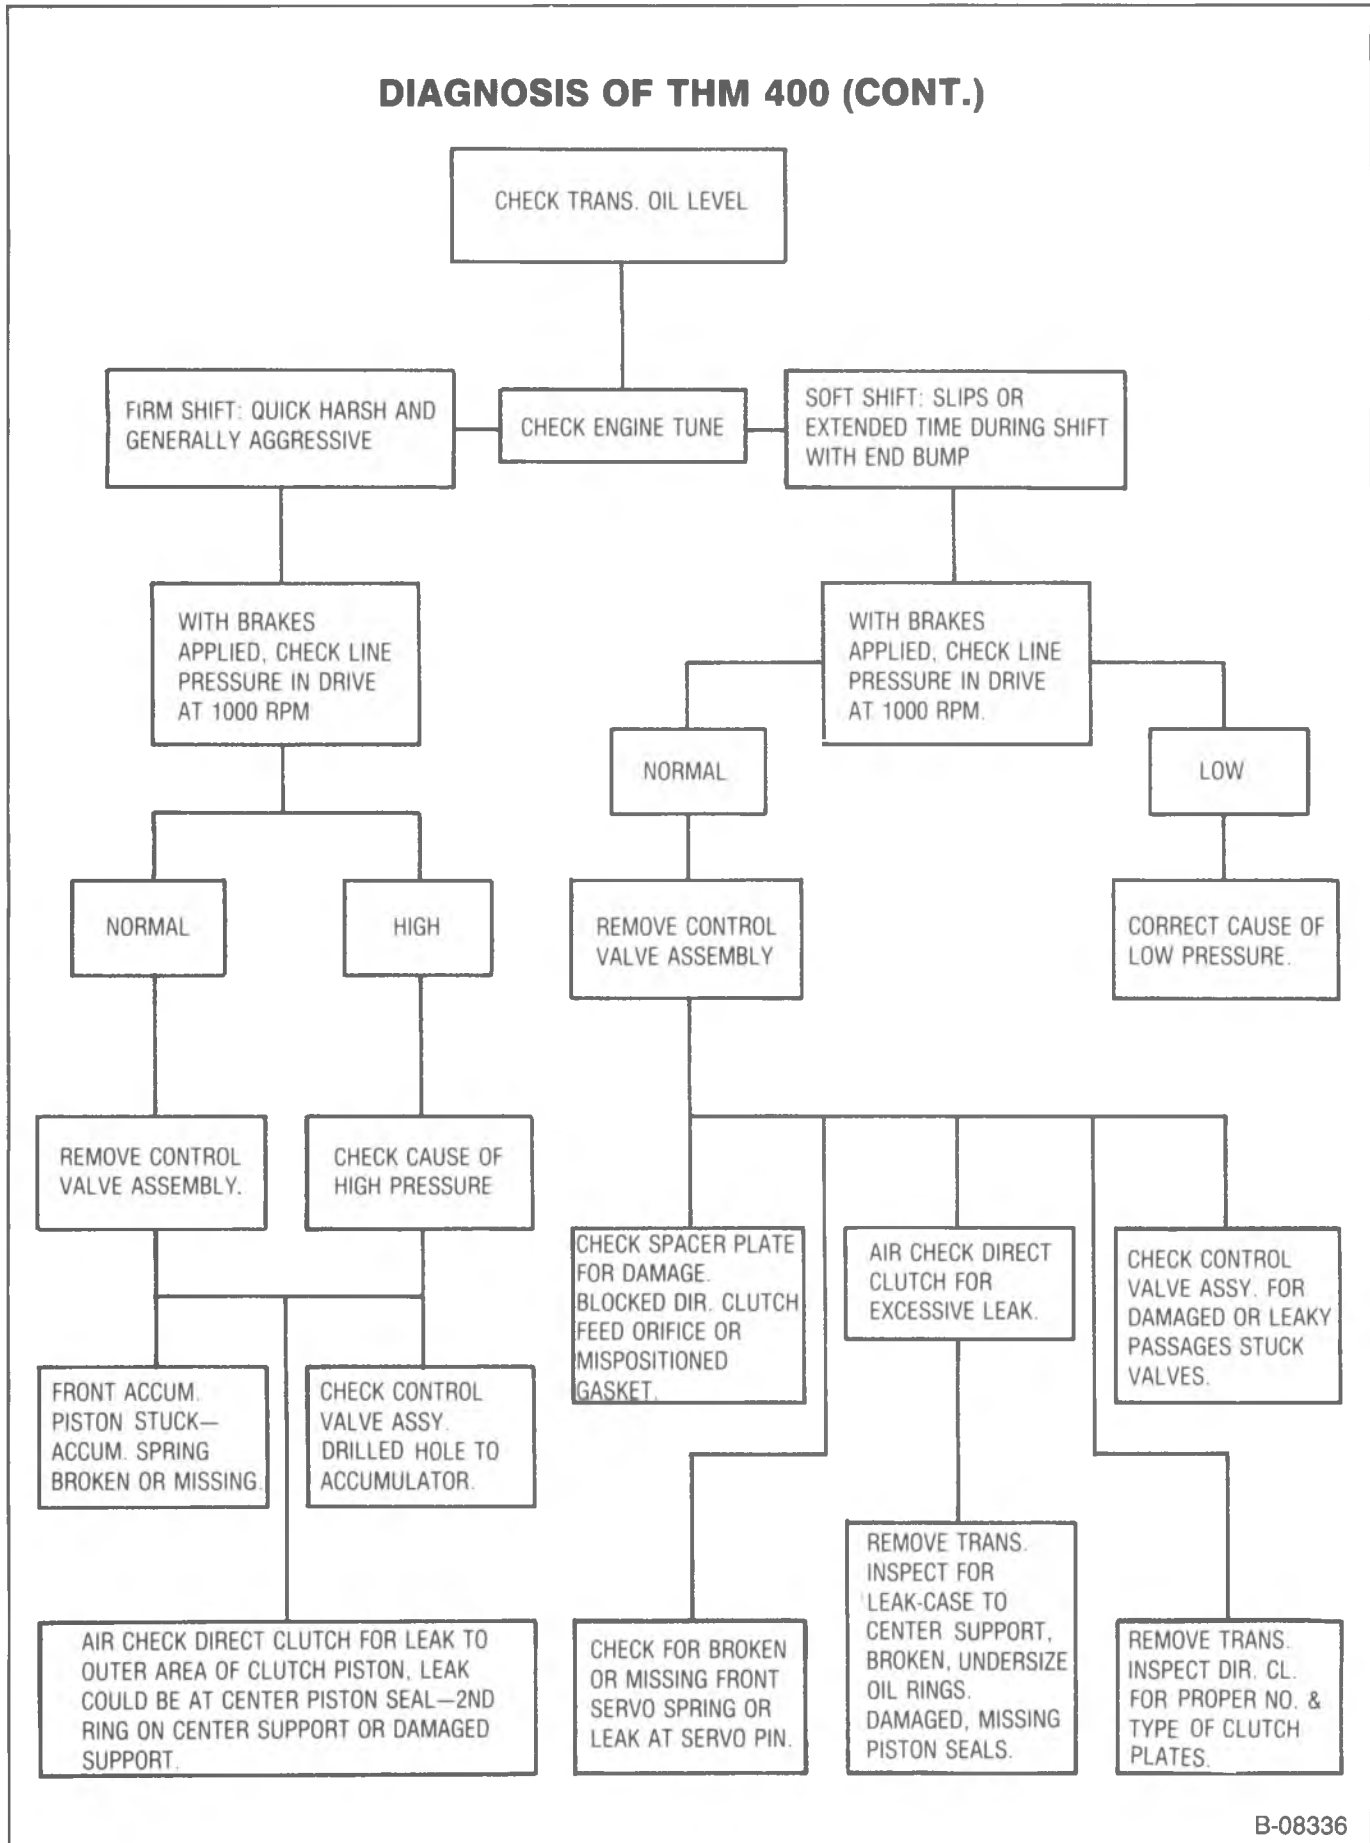 DIAGNOSIS OF THM 400 (CONT.)
CHECK TRANS. OIL LEVEL
FIRM SHIFT: QUICK HARSH AND
GENERALLY AGGRESSIVE
CHECK ENGINE TUNE
SOFT SHIFT: SLIPS OR
EXTENDED TIME DURING SHIFT
WITH END BUMP
WITH BRAKES
APPLIED, CHECK LINE
PRESSURE IN DRIVE
AT 1000 RPM
WITH BRAKES
APPLIED, CHECK LINE
PRESSURE IN DRIVE
AT 1000 RPM.
NORMAL
LOW
NORMAL
HIGH
REMOVE CONTROL
VALVE ASSEMBLY
CORRECT CAUSE OF
LOW PRESSURE.
REMOVE CONTROL
VALVE ASSEMBLY.
CHECK CAUSE OF
HIGH PRESSURE
CHECK SPACER PLATE
FOR DAMAGE.
BLOCKED DIR. CLUTCH
FEED ORIFICE OR
MISPOSITIONED
GASKET.
AIR CHECK DIRECT
CLUTCH FOR
EXCESSIVE LEAK.
CHECK CONTROL
VALVE ASSY. FOR
DAMAGED OR LEAKY
PASSAGES STUCK
VALVES.
FRONT ACCUM.
PISTON STUCK—
ACCUM. SPRING
BROKEN OR MISSING.
CHECK CONTROL
VALVE ASSY.
DRILLED HOLE TO
ACCUMULATOR.
AIR CHECK DIRECT CLUTCH FOR LEAK TO
OUTER AREA OF CLUTCH PISTON, LEAK
COULD BE AT CENTER PISTON SEAL—2ND
RING ON CENTER SUPPORT OR DAMAGED
SUPPORT.
CHECK FOR BROKEN
OR MISSING FRONT
SERVO SPRING OR
LEAK AT SERVO PIN.
REMOVE TRANS.
INSPECT FOR
LEAK-CASE TO
CENTER SUPPORT,
BROKEN, UNDERSIZE
OIL RINGS.
DAMAGED, MISSING
PISTON SEALS.
REMOVE TRANS.
INSPECT DIR. CL.
FOR PROPER NO. &
TYPE OF CLUTCH
PLATES.
B-08336